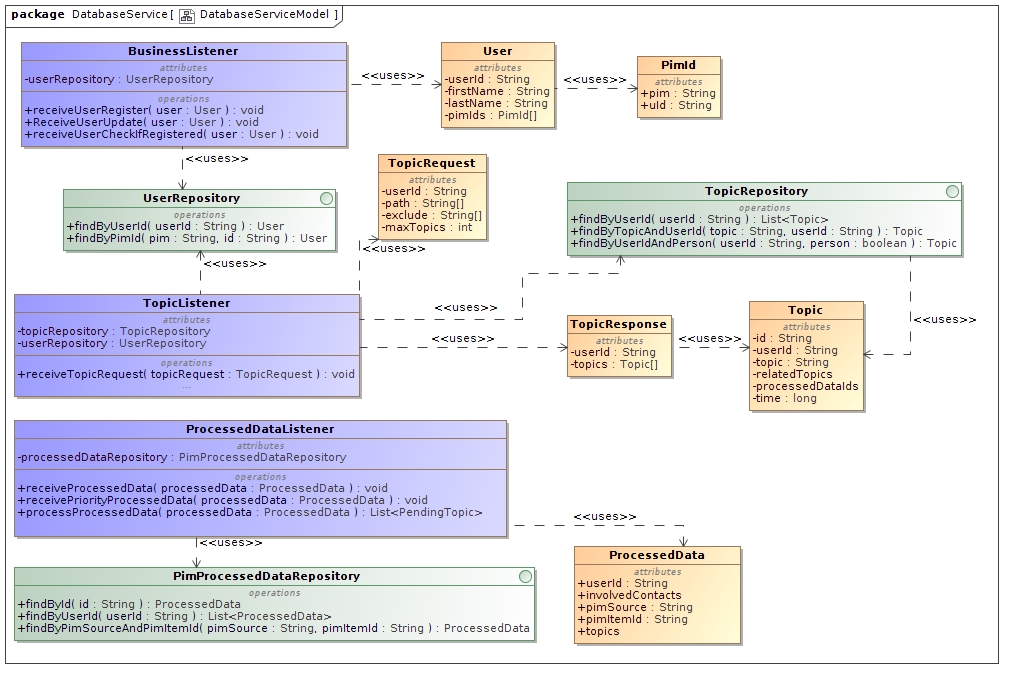 package DatabaseService[ DatabaseServiceModel ]
BusinessListener
attributes
-userRepository : UserRepository
operations
+receiveUserRegister( user : User ) : void
+ReceiveUserUpdate( user : User ) : void
+receiveUserCheckIfRegistered( user : User ) : void
<<uses>>
User
attributes
-userId : String
-firstName : String
-lastName : String
-pimIds : PimId[]
<<uses>>
PimId
attributes
+pim : String
+uId : String
<<uses>>
UserRepository
operations
+findByUserId( userId : String ) : User
+findByPimId( pim : String, id : String ) : User
<<uses>>
TopicRequest
attributes
-userId : String
-path : String[]
-exclude : String[]
-maxTopics : int
<<uses>>
TopicRepository
operations
+findByUserId( userId : String ) : List<Topic>
+findByTopicAndUserId( topic : String, userId : String ) : Topic
+findByUserIdAndPerson( userId : String, person : boolean ) : Topic
<<uses>>
TopicListener
attributes
-topicRepository : TopicRepository
-userRepository : UserRepository
operations
+receiveTopicRequest( topicRequest : TopicRequest ) : void
...
<<uses>>
<<uses>>
TopicResponse
attributes
-userId : String
-topics : Topic[]
<<uses>>
Topic
attributes
-id : String
-userId : String
-topic : String
-relatedTopics
-processedDataIds
-time : long
ProcessedDataListener
attributes
-processedDataRepository : PimProcessedDataRepository
operations
+receiveProcessedData( processedData : ProcessedData ) : void
+receivePriorityProcessedData( processedData : ProcessedData ) : void
+processProcessedData( processedData : ProcessedData ) : List<PendingTopic>
<<uses>>
<<uses>>
PimProcessedDataRepository
operations
+findById( id : String ) : ProcessedData
+findByUserId( userId : String ) : List<ProcessedData>
+findByPimSourceAndPimItemId( pimSource : String, pimItemId : String ) : ProcessedData
ProcessedData
attributes
+userId : String
+involvedContacts
+pimSource : String
+pimItemId : String
+topics